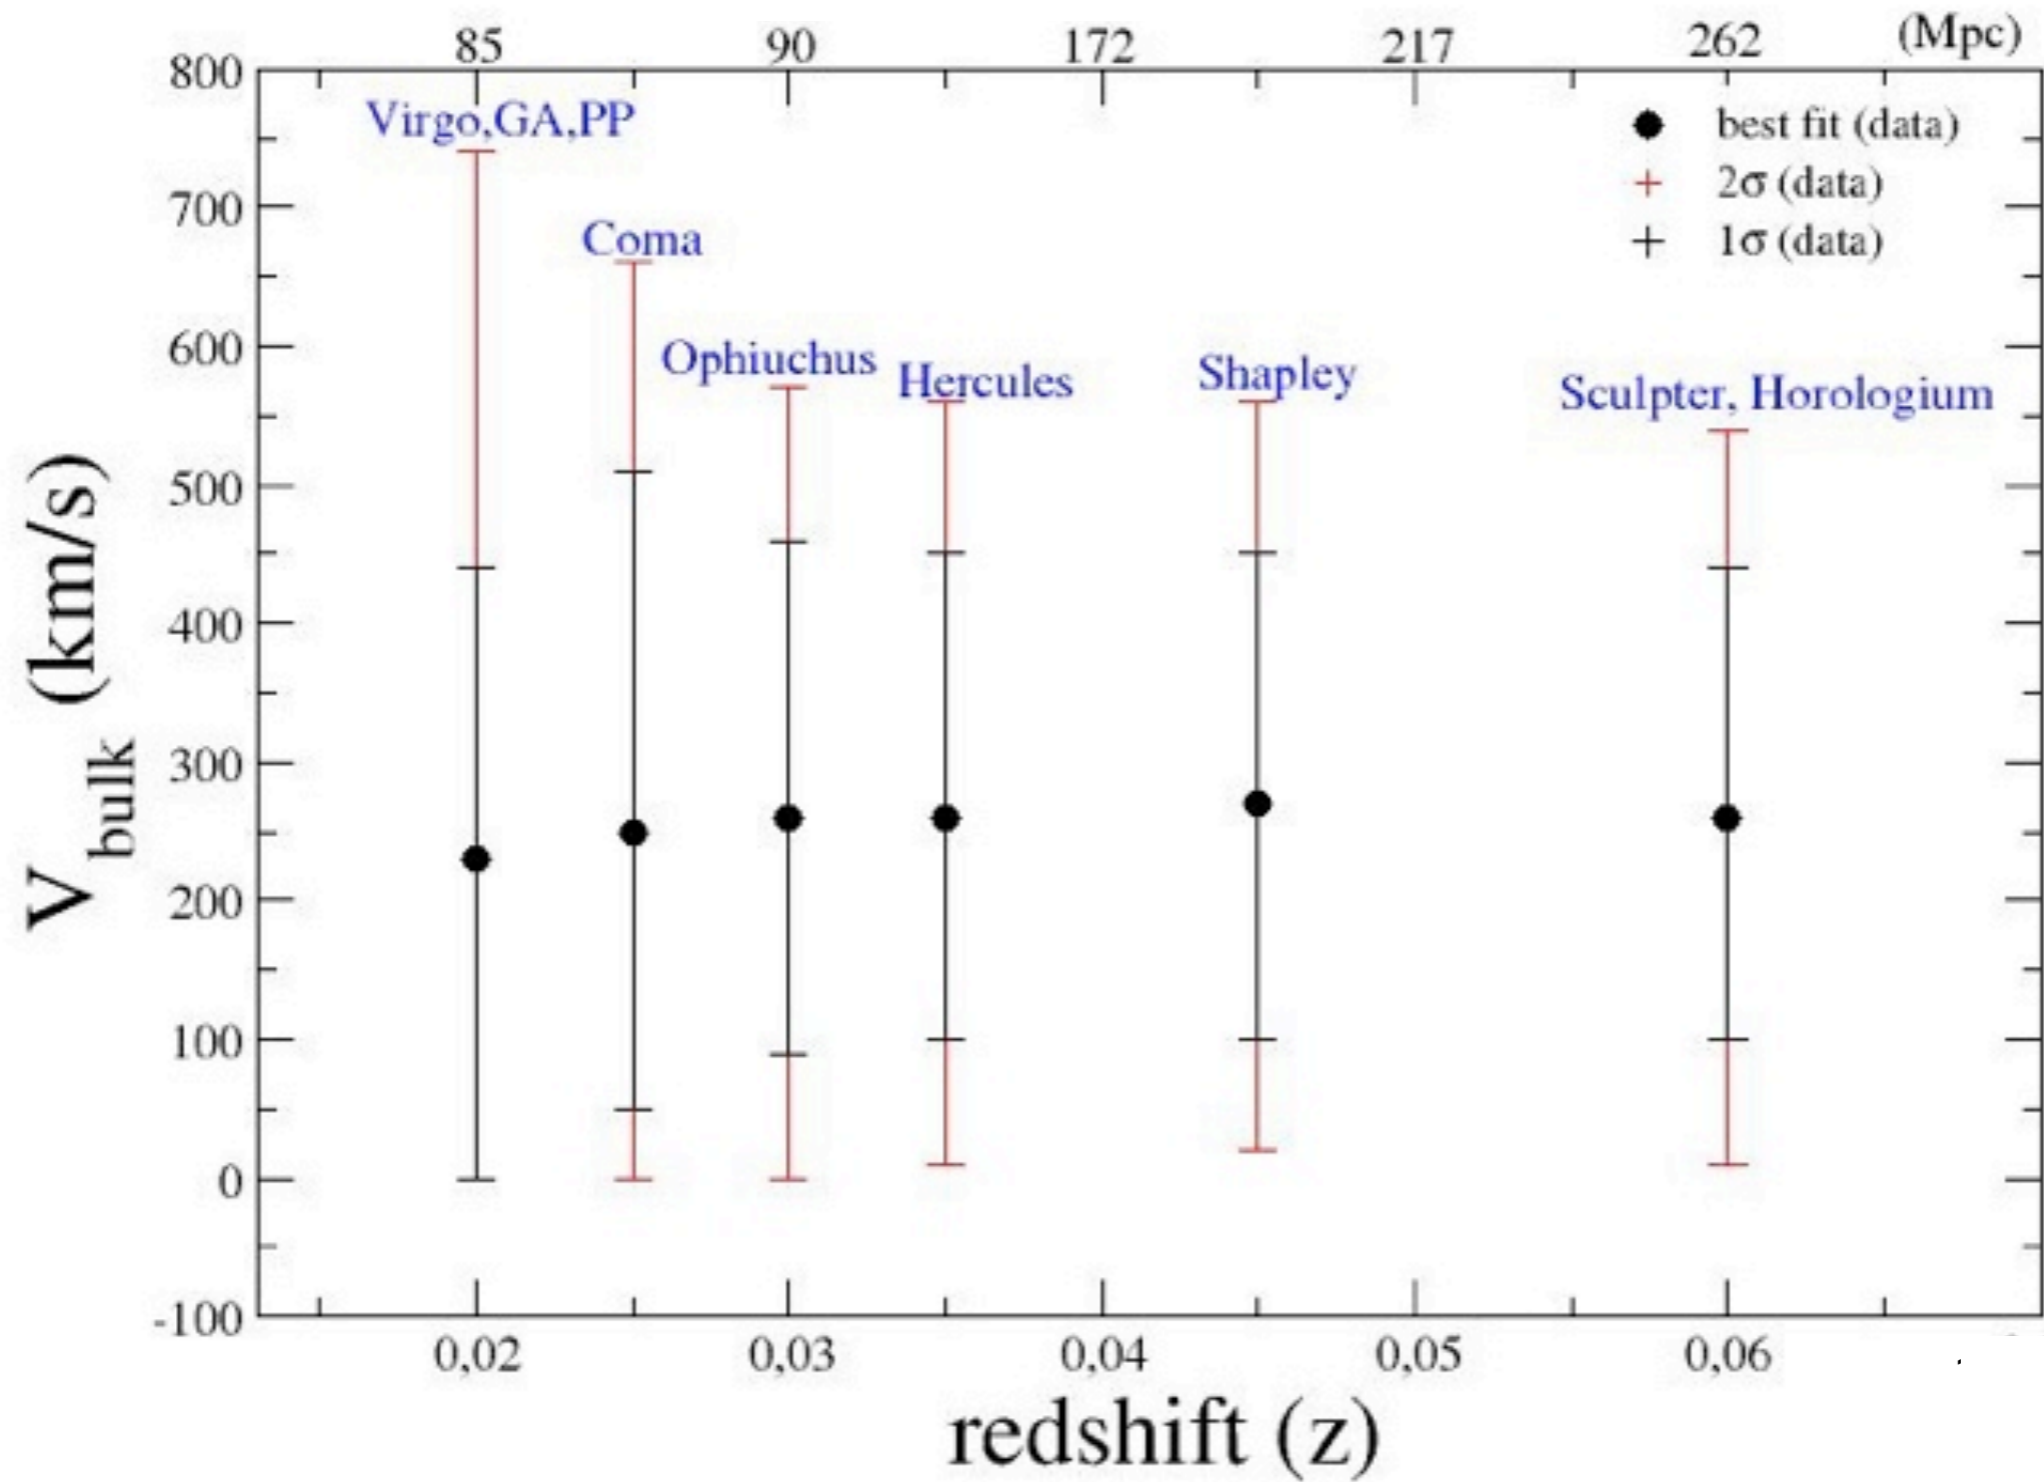 85 90 172 217 262 (Mpc)
800
Virgo,GA,PP
best fit (data)
2σ (data)
1σ (data)
700
Coma
600
Ophiuchus
Hercules
Shapley
Sculpter, Horologium
500
400
300
200
100
0
-100
V bulk (km/s)
0,02 0,03 0,04 0,05 0,06
redshift (z)